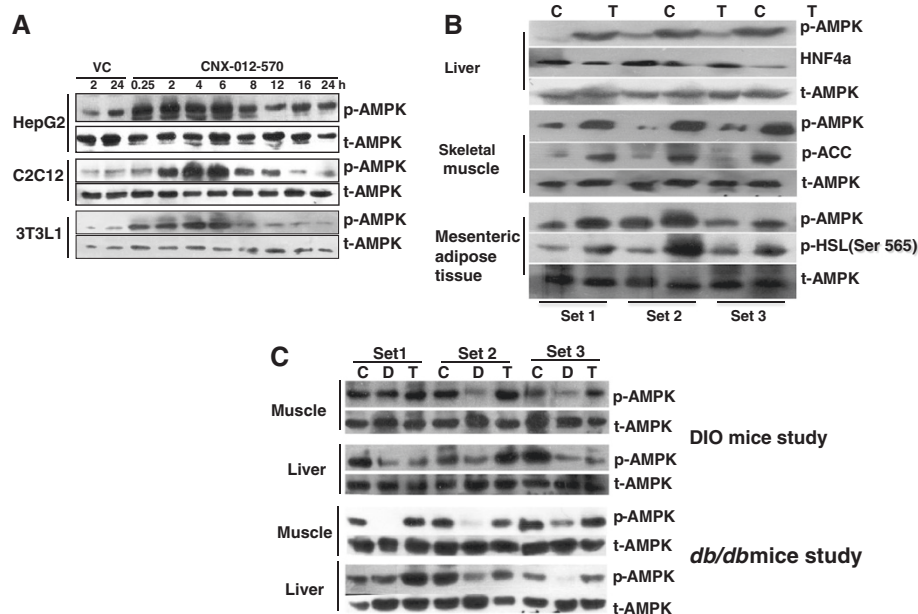 A
VC CNX-012-570
2 24 0.25 2 4 6 8 12 16 24 h
HepG2
p-AMPK
t-AMPK
C2C12
p-AMPK
t-AMPK
3T3L1
p-AMPK
t-AMPK
B
C T C T C T
Liver
p-AMPK
HNF4a
t-AMPK
Skeletal
muscle
p-AMPK
p-ACC
t-AMPK
Mesenteric
adipose
tissue
p-AMPK
p-HSL(Ser 565)
t-AMPK
Set 1 Set 2 Set 3
C
Set1 Set 2 Set 3
C D T C D T C D T
Muscle
p-AMPK
t-AMPK
Liver
p-AMPK
t-AMPK
DIO mice study
Muscle
p-AMPK
t-AMPK
Liver
p-AMPK
t-AMPK
db/dbmice study